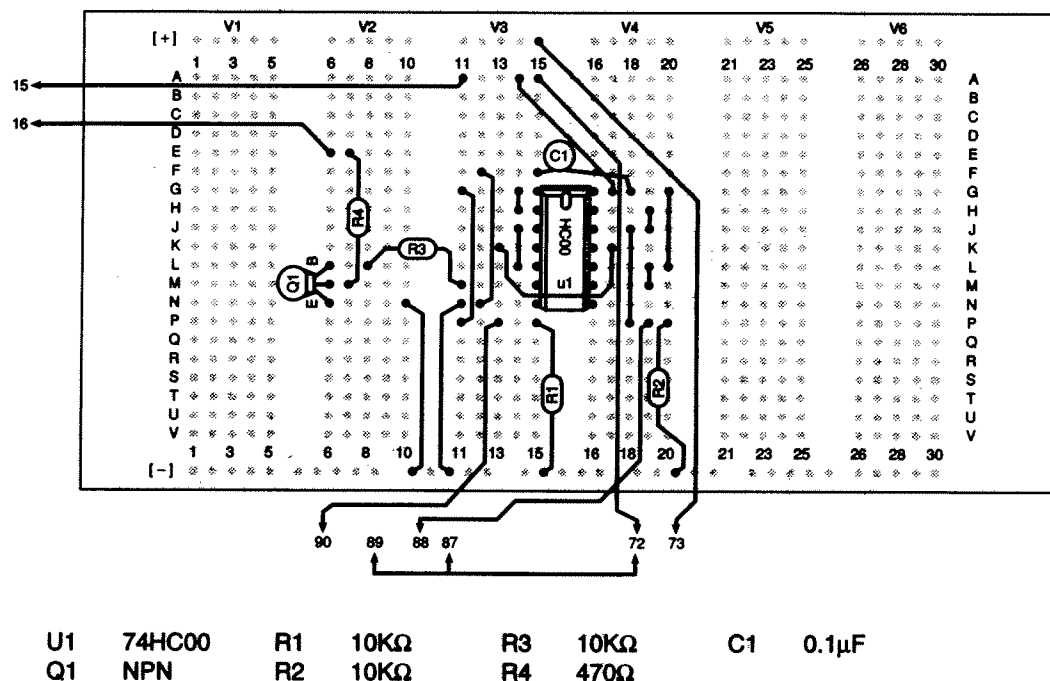 V1 V2 V3 V4 V5 V6
[+]
1 3 5 6 8 10 11 13 15 16 18 20 21 23 25 26 28 30
A A
15
B B
C C
16
D D
E C1 E
F F
G G
H R4 HC00 H
J J
K R3 K
L B L
M Q1 u1 M
N E N
P P
Q Q
R R
S R1 R2 S
T T
U U
V V
1 3 5 6 8 10 11 13 15 16 18 20 21 23 25 26 28 30
[-]
90 89 88 87 72 73
U1 74HC00 R1 10KΩ R3 10KΩ C1 0.1µF
Q1 NPN R2 10KΩ R4 470Ω